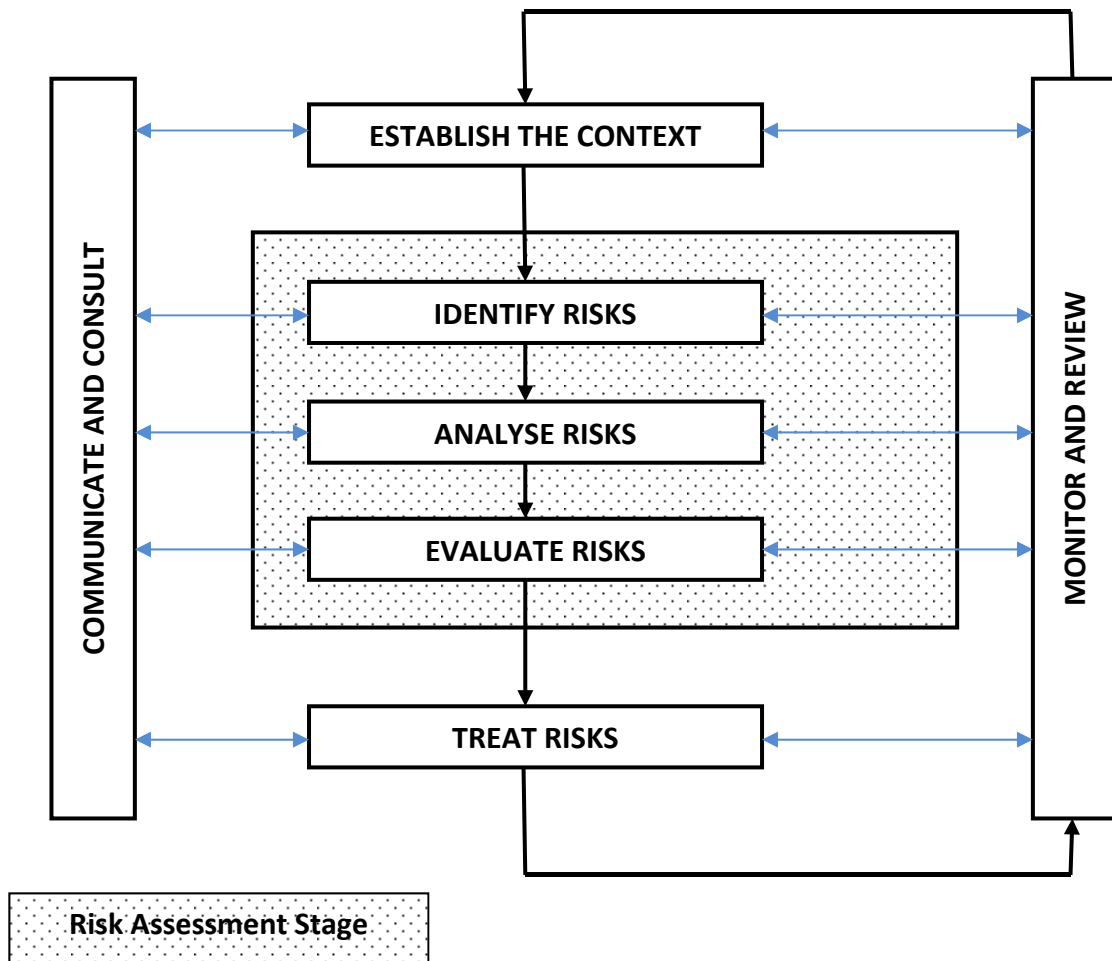 ESTABLISH THE CONTEXT
COMMUNICATE AND CONSULT
IDENTIFY RISKS
ANALYSE RISKS
EVALUATE RISKS
MONITOR AND REVIEW
TREAT RISKS
Risk Assessment Stage